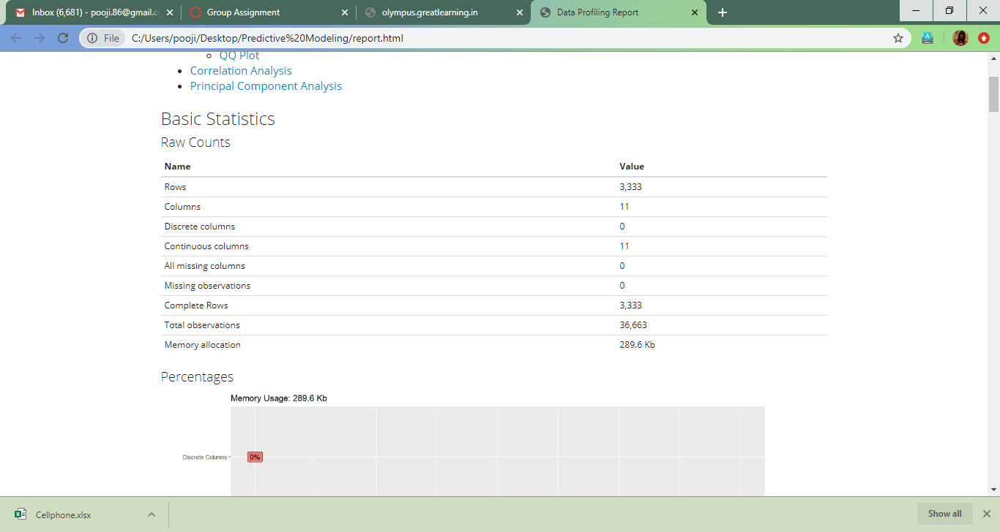 Inbox (6,681) - pooji.86@gmail.c
Group Assignment
olympus.greatlearning.in
Data Profiling Report
File
C:/Users/pooji/Desktop/Predictive%20Modeling/report.html
QQ Plot
Correlation Analysis
Principal Component Analysis
Basic Statistics
Raw Counts
Name Value
Rows 3,333
Columns 11
Discrete columns 0
Continuous columns 11
All missing columns 0
Missing observations 0
Complete Rows 3,333
Total observations 36,663
Memory allocation 289.6 Kb
Percentages
Memory Usage: 289.6 Kb
Discrete Columns
0%
Cellphone.xlsx
Show all